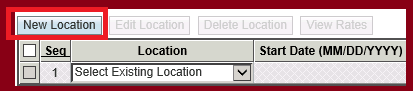 New Location Edit Location Delete Location View Rates
Seq Location Start Date (MM/DD/YYYY)
1 Select Existing Location